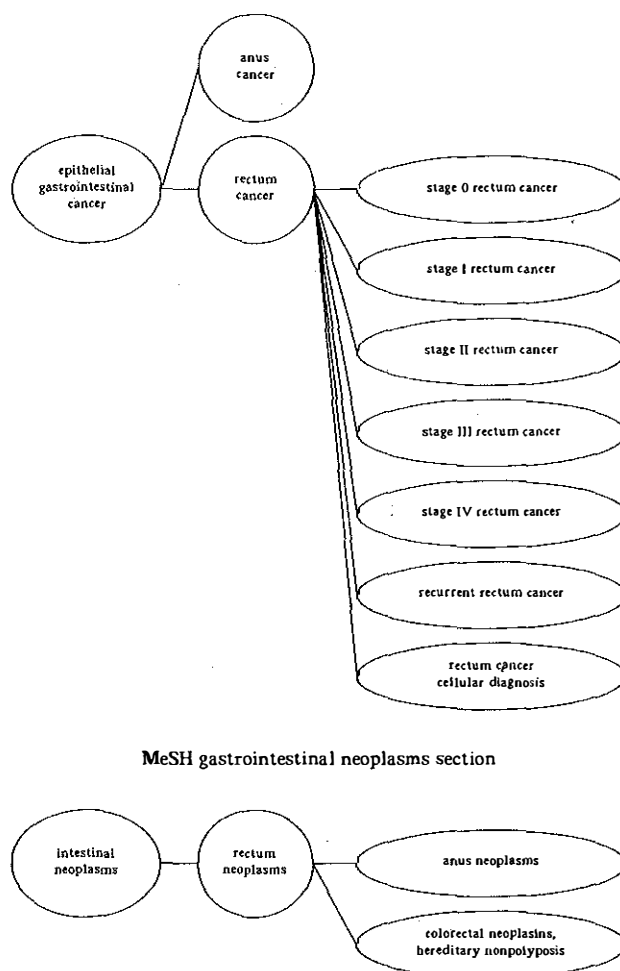 anus
cancer
epithelial
gastrointestinal
cancer
rectum
cancer
stage 0 rectum cancer
stage I rectum cancer
stage II rectum cancer
stage III rectum cancer
stage IV rectum cancer
recurrent rectum cancer
rectum cancer
cellular diagnosis
MeSH gastrointestinal neoplasms section
intestinal
neoplasms
rectum
neoplasms
anus neoplasms
colorectal neoplasms,
hereditary nonpolyposis